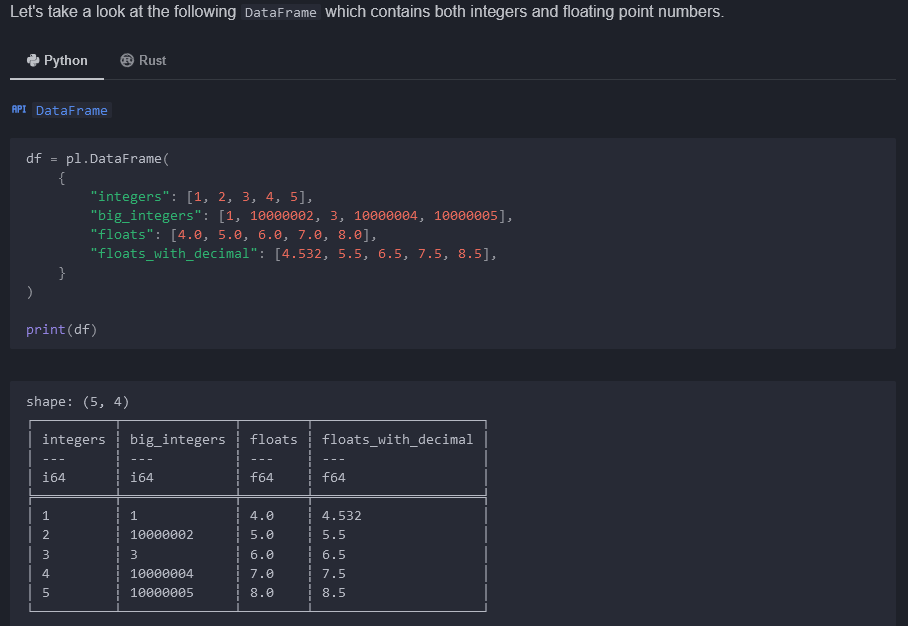 Let's take a look at the following DataFrame which contains both integers and floating point numbers.
Python Rust
API DataFrame
df = pl.DataFrame(
    {
        "integers": [1, 2, 3, 4, 5],
        "big_integers": [1, 10000002, 3, 10000004, 10000005],
        "floats": [4.0, 5.0, 6.0, 7.0, 8.0],
        "floats_with_decimal": [4.532, 5.5, 6.5, 7.5, 8.5],
    }
)
print(df)
shape: (5, 4)
┌──────────┬──────────────┬────────┬─────────────────────┐
│ integers ┆ big_integers ┆ floats ┆ floats_with_decimal │
│ --- ┆ --- ┆ --- ┆ --- │
│ i64 ┆ i64 ┆ f64 ┆ f64 │
╞══════════╪══════════════╪════════╪═════════════════════╡
│ 1 ┆ 1 ┆ 4.0 ┆ 4.532 │
│ 2 ┆ 10000002 ┆ 5.0 ┆ 5.5 │
│ 3 ┆ 3 ┆ 6.0 ┆ 6.5 │
│ 4 ┆ 10000004 ┆ 7.0 ┆ 7.5 │
│ 5 ┆ 10000005 ┆ 8.0 ┆ 8.5 │
└──────────┴──────────────┴────────┴─────────────────────┘